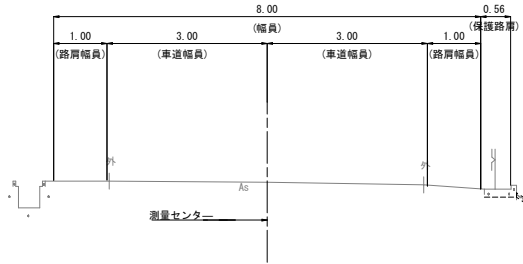 8.00
0.56
(幅員)
(保護路肩)
1.00
3.00
3.00
1.00
(路肩幅員)
(車道幅員)
(車道幅員)
(路肩幅員)
外
外
As
測量センター